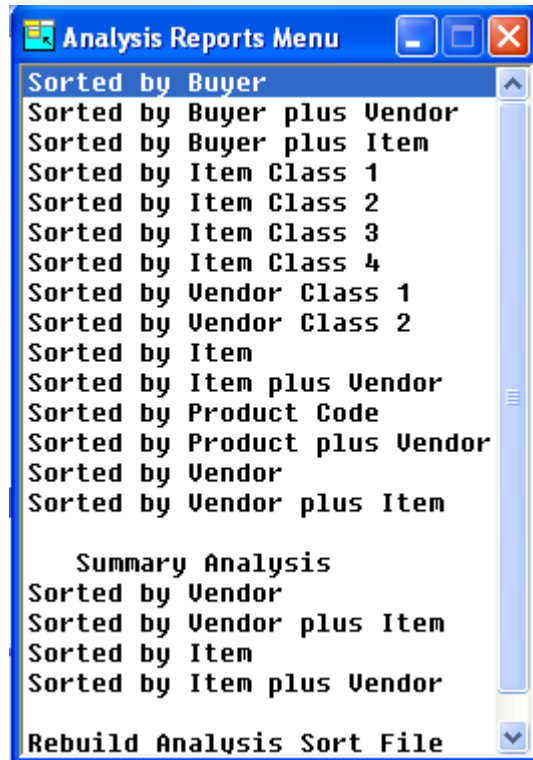 Analysis Reports Menu
Sorted by Buyer
Sorted by Buyer plus Vendor
Sorted by Buyer plus Item
Sorted by Item Class 1
Sorted by Item Class 2
Sorted by Item Class 3
Sorted by Item Class 4
Sorted by Vendor Class 1
Sorted by Vendor Class 2
Sorted by Item
Sorted by Item plus Vendor
Sorted by Product Code
Sorted by Product plus Vendor
Sorted by Vendor
Sorted by Vendor plus Item
Summary Analysis
Sorted by Vendor
Sorted by Vendor plus Item
Sorted by Item
Sorted by Item plus Vendor
Rebuild Analysis Sort File